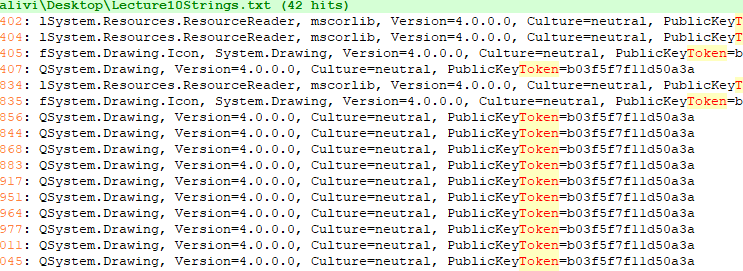 alivi\Desktop\Lecture10Strings.txt (42 hits)
402: lSystem.Resources.ResourceReader, mscorlib, Version=4.0.0.0, Culture=neutral, PublicKeyT
404: lSystem.Resources.ResourceReader, mscorlib, Version=4.0.0.0, Culture=neutral, PublicKeyT
405: fSystem.Drawing.Icon, System.Drawing, Version=4.0.0.0, Culture=neutral, PublicKeyToken=b
407: QSystem.Drawing, Version=4.0.0.0, Culture=neutral, PublicKeyToken=b03f5f7f11d50a3a
834: lSystem.Resources.ResourceReader, mscorlib, Version=4.0.0.0, Culture=neutral, PublicKeyT
835: fSystem.Drawing.Icon, System.Drawing, Version=4.0.0.0, Culture=neutral, PublicKeyToken=b
856: QSystem.Drawing, Version=4.0.0.0, Culture=neutral, PublicKeyToken=b03f5f7f11d50a3a
844: QSystem.Drawing, Version=4.0.0.0, Culture=neutral, PublicKeyToken=b03f5f7f11d50a3a
868: QSystem.Drawing, Version=4.0.0.0, Culture=neutral, PublicKeyToken=b03f5f7f11d50a3a
883: QSystem.Drawing, Version=4.0.0.0, Culture=neutral, PublicKeyToken=b03f5f7f11d50a3a
917: QSystem.Drawing, Version=4.0.0.0, Culture=neutral, PublicKeyToken=b03f5f7f11d50a3a
951: QSystem.Drawing, Version=4.0.0.0, Culture=neutral, PublicKeyToken=b03f5f7f11d50a3a
964: QSystem.Drawing, Version=4.0.0.0, Culture=neutral, PublicKeyToken=b03f5f7f11d50a3a
977: QSystem.Drawing, Version=4.0.0.0, Culture=neutral, PublicKeyToken=b03f5f7f11d50a3a
011: QSystem.Drawing, Version=4.0.0.0, Culture=neutral, PublicKeyToken=b03f5f7f11d50a3a
045: QSystem.Drawing, Version=4.0.0.0, Culture=neutral, PublicKeyToken=b03f5f7f11d50a3a